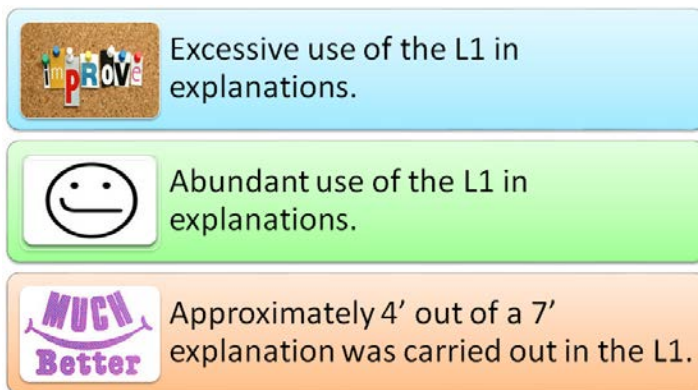 improve
Excessive use of the L1 in
explanations.
Abundant use of the L1 in
explanations.
MUCH
Better
Approximately 4’ out of a 7’
explanation was carried out in the L1.